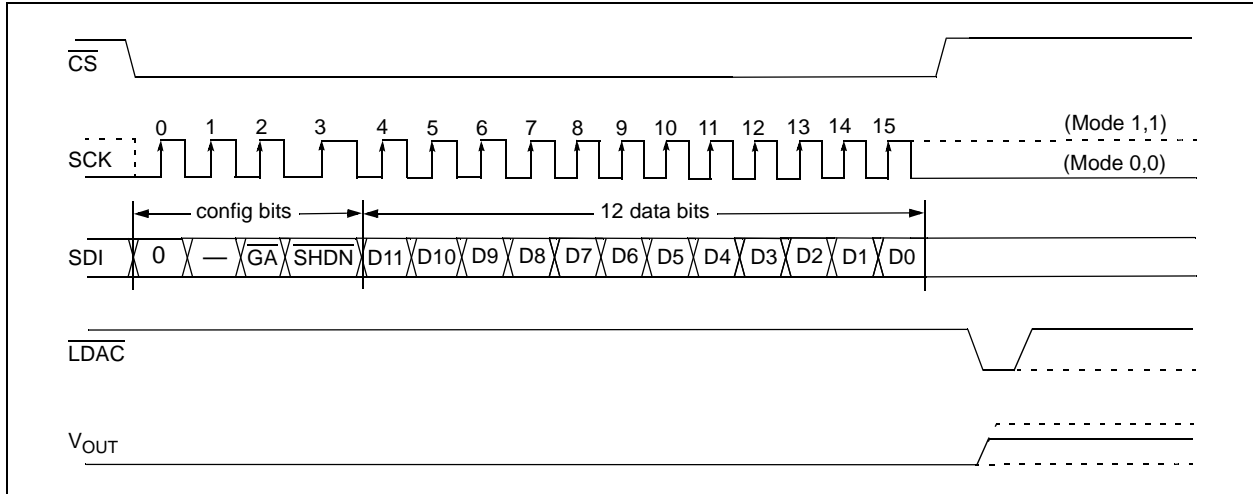 CS
0 1 2 3 4 5 6 7 8 9 10 11 12 13 14 15 (Mode 1,1)
SCK (Mode 0,0)
config bits 12 data bits
SDI 0 — GA SHDN D11 D10 D9 D8 D7 D6 D5 D4 D3 D2 D1 D0
LDAC
VOUT